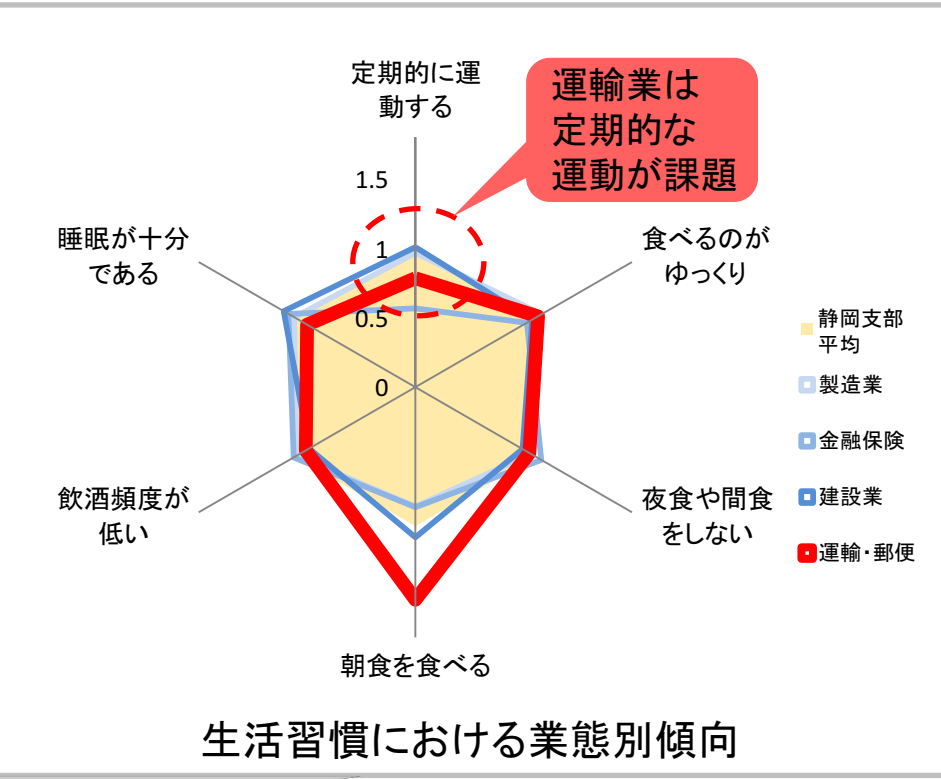 定期的に運
動する
運輸業は
定期的な
運動が課題
1.5
1
0.5
0
睡眠が十分
である
食べるのが
ゆっくり
飲酒頻度が
低い
夜食や間食
をしない
朝食を食べる
静岡支部
平均
製造業
金融保険
建設業
運輸・郵便
生活習慣における業態別傾向